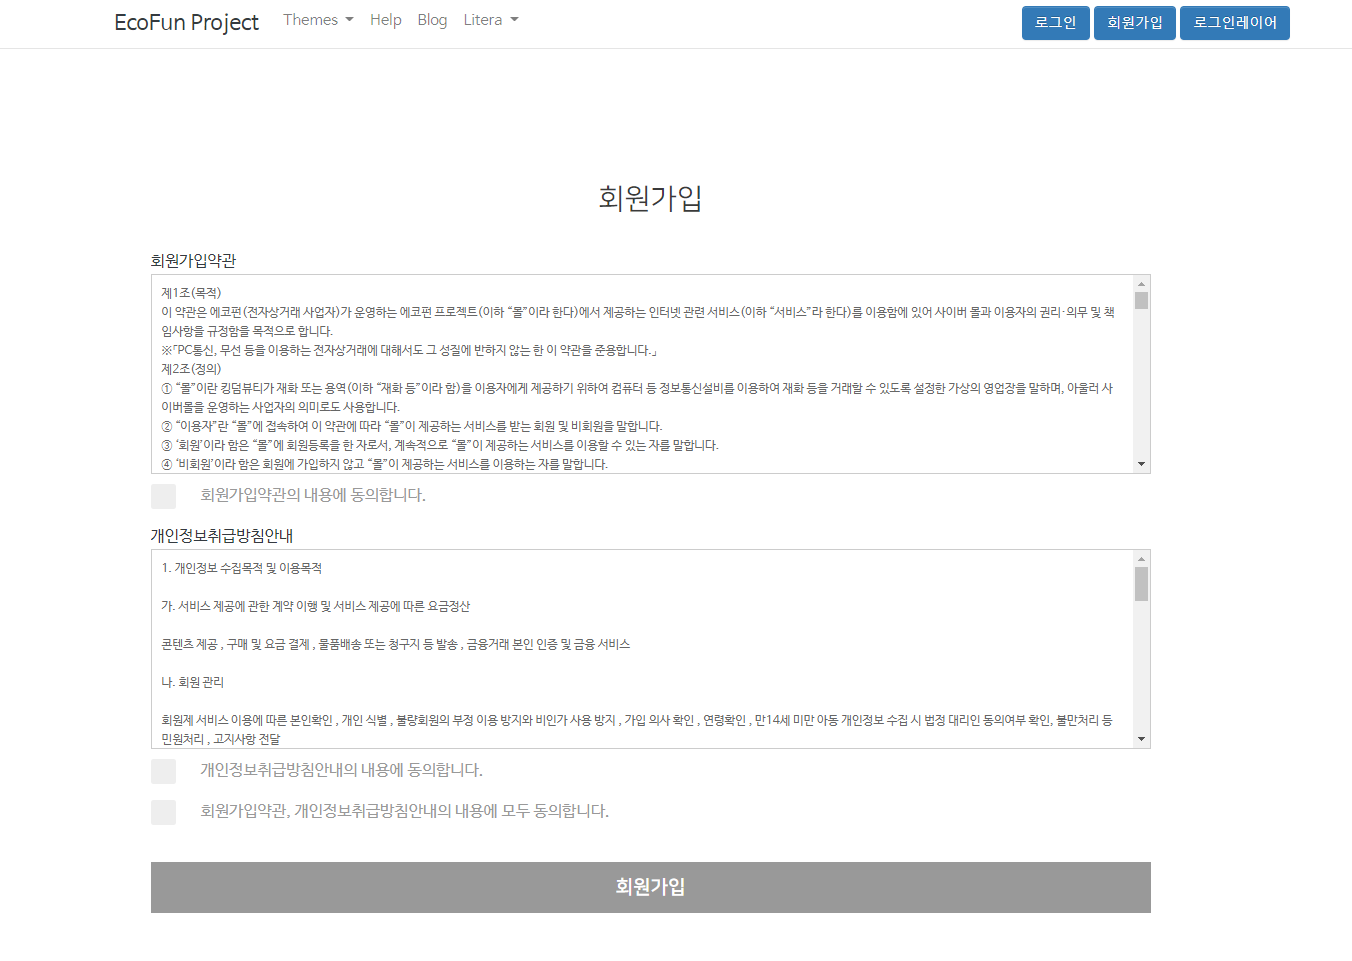 EcoFun Project Themes Help Blog Litera 로그인 회원가입 로그인레이어
회원가입
회원가입약관
제1조(목적)
이 약관은 에코펀(전자상거래 사업자)가 운영하는 에코펀 프로젝트(이하 “몰”이라 한다)에서 제공하는 인터넷 관련 서비스(이하 “서비스”라 한다)를 이용함에 있어 사이버 몰과 이용자의 권리·의무 및 책
임사항을 규정함을 목적으로 합니다.
※「PC통신, 무선 등을 이용하는 전자상거래에 대해서도 그 성질에 반하지 않는 한 이 약관을 준용합니다.」
제2조(정의)
① “몰”이란 킹덤뷰티가 재화 또는 용역(이하 “재화 등”이라 함)을 이용자에게 제공하기 위하여 컴퓨터 등 정보통신설비를 이용하여 재화 등을 거래할 수 있도록 설정한 가상의 영업장을 말하며, 아울러 사
이버몰을 운영하는 사업자의 의미로도 사용합니다.
② “이용자”란 “몰”에 접속하여 이 약관에 따라 “몰”이 제공하는 서비스를 받는 회원 및 비회원을 말합니다.
③ ‘회원’이라 함은 “몰”에 회원등록을 한 자로서, 계속적으로 “몰”이 제공하는 서비스를 이용할 수 있는 자를 말합니다.
④ ‘비회원’이라 함은 회원에 가입하지 않고 “몰”이 제공하는 서비스를 이용하는 자를 말합니다.
회원가입약관의 내용에 동의합니다.
개인정보취급방침안내
1. 개인정보 수집목적 및 이용목적
가. 서비스 제공에 관한 계약 이행 및 서비스 제공에 따른 요금정산
콘텐츠 제공 , 구매 및 요금 결제 , 물품배송 또는 청구지 등 발송 , 금융거래 본인 인증 및 금융 서비스
나. 회원 관리
회원제 서비스 이용에 따른 본인확인 , 개인 식별 , 불량회원의 부정 이용 방지와 비인가 사용 방지 , 가입 의사 확인 , 연령확인 , 만14세 미만 아동 개인정보 수집 시 법정 대리인 동의여부 확인, 불만처리 등
민원처리 , 고지사항 전달
개인정보취급방침안내의 내용에 동의합니다.
회원가입약관, 개인정보취급방침안내의 내용에 모두 동의합니다.
회원가입